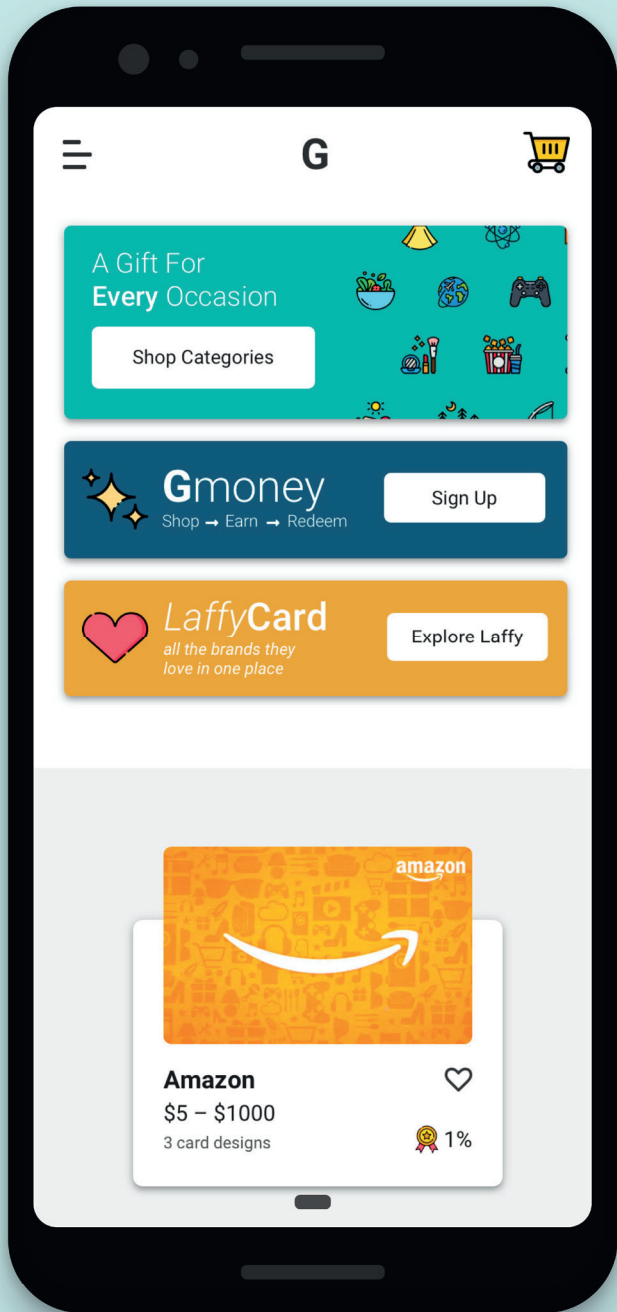 G
A Gift For
Every Occasion
Shop Categories
Gmoney
Shop → Earn → Redeem
Sign Up
LaffyCard
all the brands they
love in one place
Explore Laffy
amazon
Amazon
$5 – $1000
3 card designs
1%